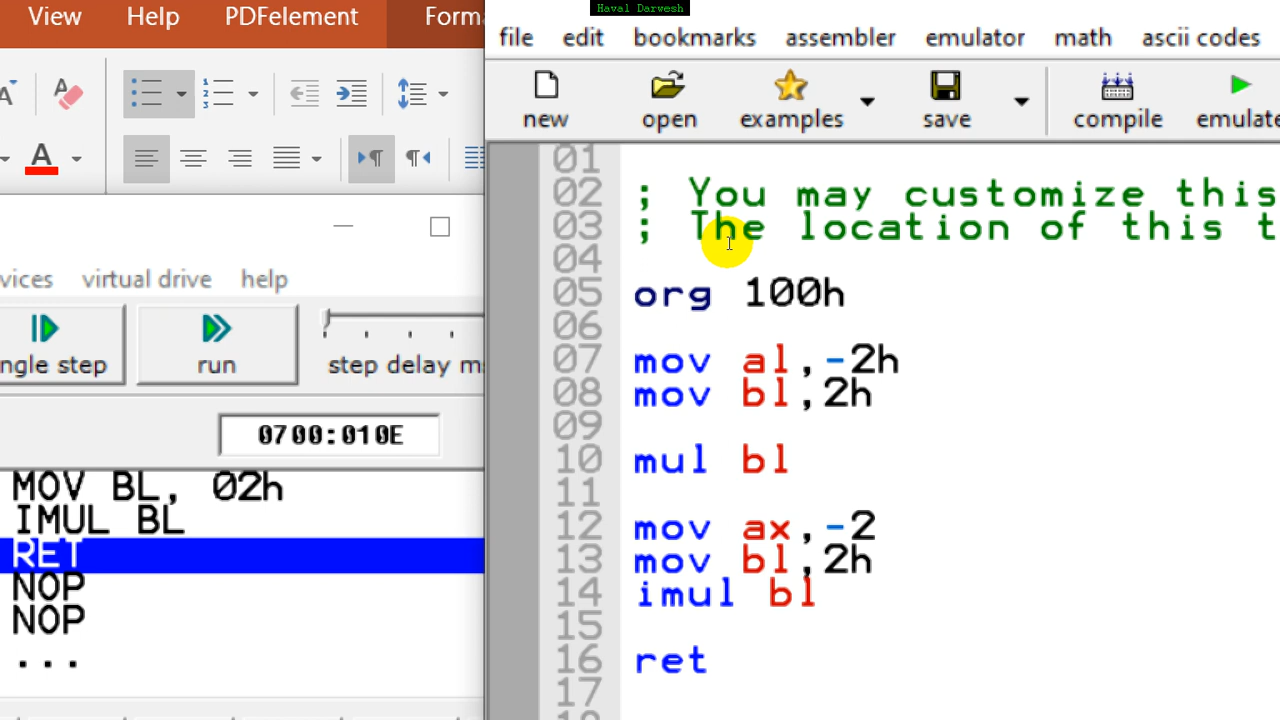 Haval Darwesh
View Help PDFelement Forma
file edit bookmarks assembler emulator math ascii codes
new open examples save compile emulate
A
vices virtual drive help
ngle step run step delay ms
0700:010E
MOV BL, 02h
IMUL BL
RET
NOP
NOP
...
01
02 ; You may customize this
03 ; The location of this t
04
05 org 100h
06
07 mov al,-2h
08 mov bl,2h
09
10 mul bl
11
12 mov ax,-2
13 mov bl,2h
14 imul bl
15
16 ret
17